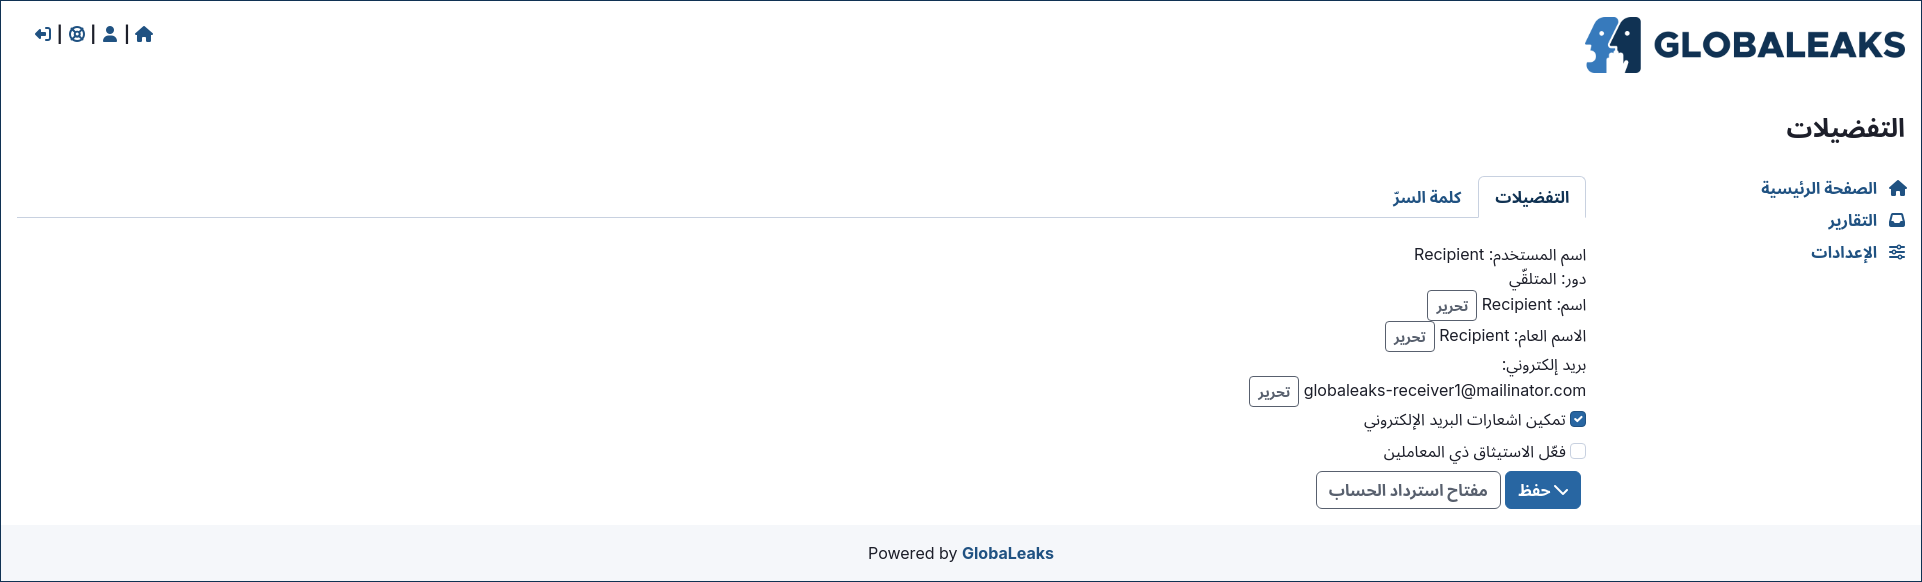 GLOBALEAKS
التفضيلات
الصفحة الرئيسية
التقارير
الإعدادات
التفضيلات
كلمة السرّ
اسم المستخدم: Recipient
دور: المتلقّي
اسم: Recipient تحرير
الاسم العام: Recipient تحرير
بريد إلكتروني:
globaleaks-receiver1@mailinator.com تحرير
تمكين اشعارات البريد الإلكتروني
فعّل الاستيثاق ذي المعاملين
حفظ
مفتاح استرداد الحساب
Powered by GlobaLeaks